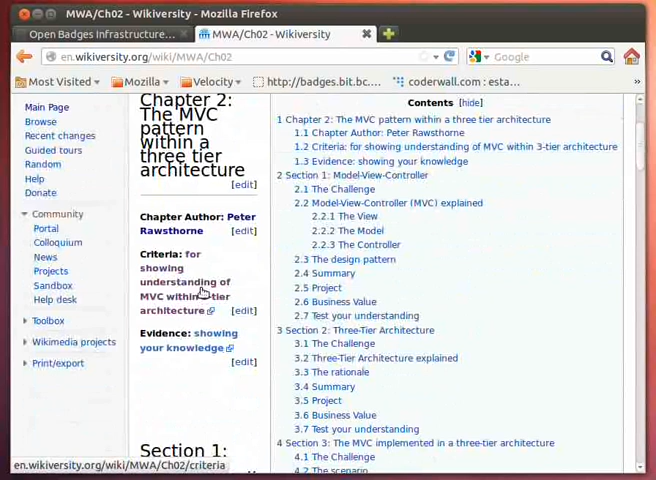 MWA/Ch02 - Wikiversity - Mozilla Firefox
Open Badges Infrastructure...
MWA/Ch02 - Wikiversity
en.wikiversity.org/wiki/MWA/Ch02
Google
Most Visited
Mozilla
Velocity
http://badges.bit.bc....
coderwall.com : esta...
»
Main Page
Browse
Recent changes
Guided tours
Random
Help
Donate
Community
Portal
Colloquium
News
Projects
Sandbox
Help desk
Toolbox
Wikimedia projects
Print/export
Chapter 2:
The MVC
pattern
within a
three tier
architecture
[edit]
Chapter Author: Peter
Rawsthorne [edit]
Criteria: for
showing
understanding of
MVC within 3-tier
architecture [edit]
Evidence: showing
your knowledge
[edit]
Section 1:
Contents [hide]
1 Chapter 2: The MVC pattern within a three tier architecture
1.1 Chapter Author: Peter Rawsthorne
1.2 Criteria: for showing understanding of MVC within 3-tier architecture
1.3 Evidence: showing your knowledge
2 Section 1: Model-View-Controller
2.1 The Challenge
2.2 Model-View-Controller (MVC) explained
2.2.1 The View
2.2.2 The Model
2.2.3 The Controller
2.3 The design pattern
2.4 Summary
2.5 Project
2.6 Business Value
2.7 Test your understanding
3 Section 2: Three-Tier Architecture
3.1 The Challenge
3.2 Three-Tier Architecture explained
3.3 The rationale
3.4 Summary
3.5 Project
3.6 Business Value
3.7 Test your understanding
4 Section 3: The MVC implemented in a three-tier architecture
4.1 The Challenge
4.2 The scenario
en.wikiversity.org/wiki/MWA/Ch02/criteria